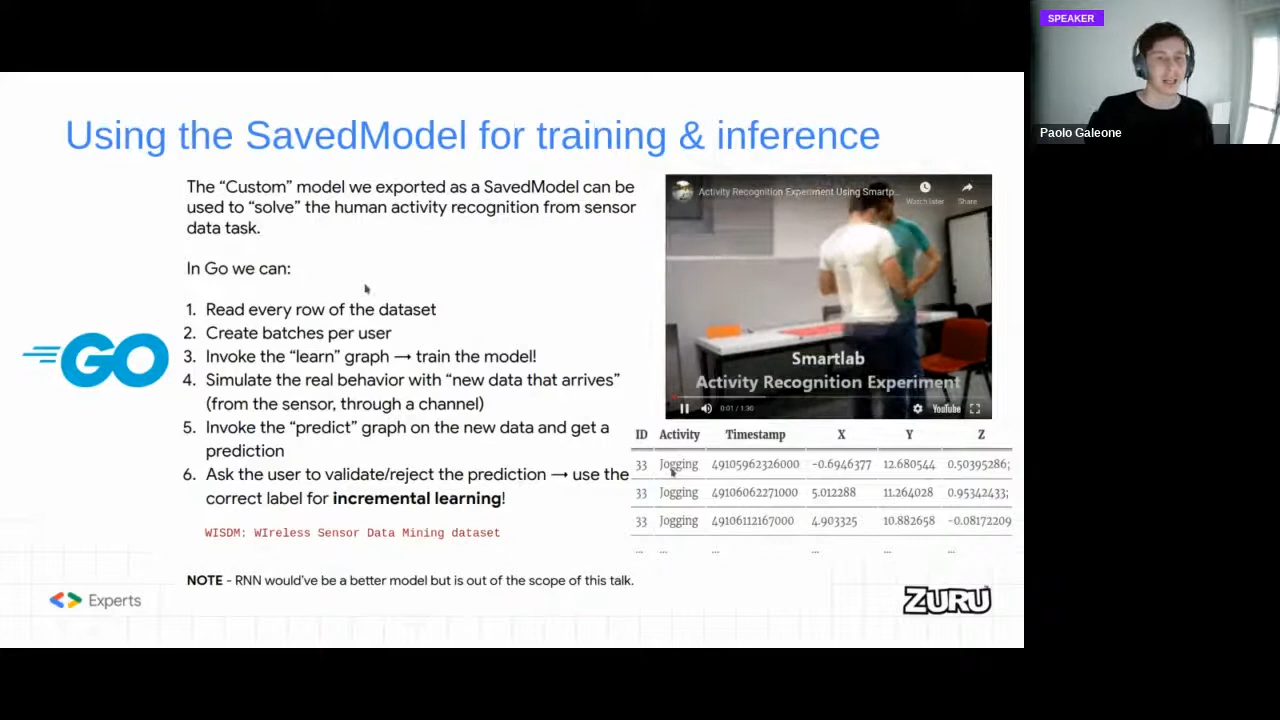 SPEAKER
Paolo Galeone
Using the SavedModel for training & inference
The “Custom” model we exported as a SavedModel can be
used to “solve” the human activity recognition from sensor
data task.
In Go we can:
1. Read every row of the dataset
2. Create batches per user
3. Invoke the “learn” graph → train the model!
4. Simulate the real behavior with “new data that arrives”
(from the sensor, through a channel)
5. Invoke the “predict” graph on the new data and get a
prediction
6. Ask the user to validate/reject the prediction → use the
correct label for incremental learning!
WISDM: WIreless Sensor Data Mining dataset
NOTE - RNN would’ve be a better model but is out of the scope of this talk.
GO
Experts
Activity Recognition Experiment Using Smartp...
Watch later
Share
Smartlab
Activity Recognition Experiment
0:01 / 1:30
YouTube
ID Activity Timestamp X Y Z
33 Jogging 49105962326000 -0.6946377 12.680544 0.50395286;
33 Jogging 49106062271000 5.012288 11.264028 0.95342433;
33 Jogging 49106112167000 4.903325 10.882658 -0.08172209
... ... ... ... ... ...
ZURU